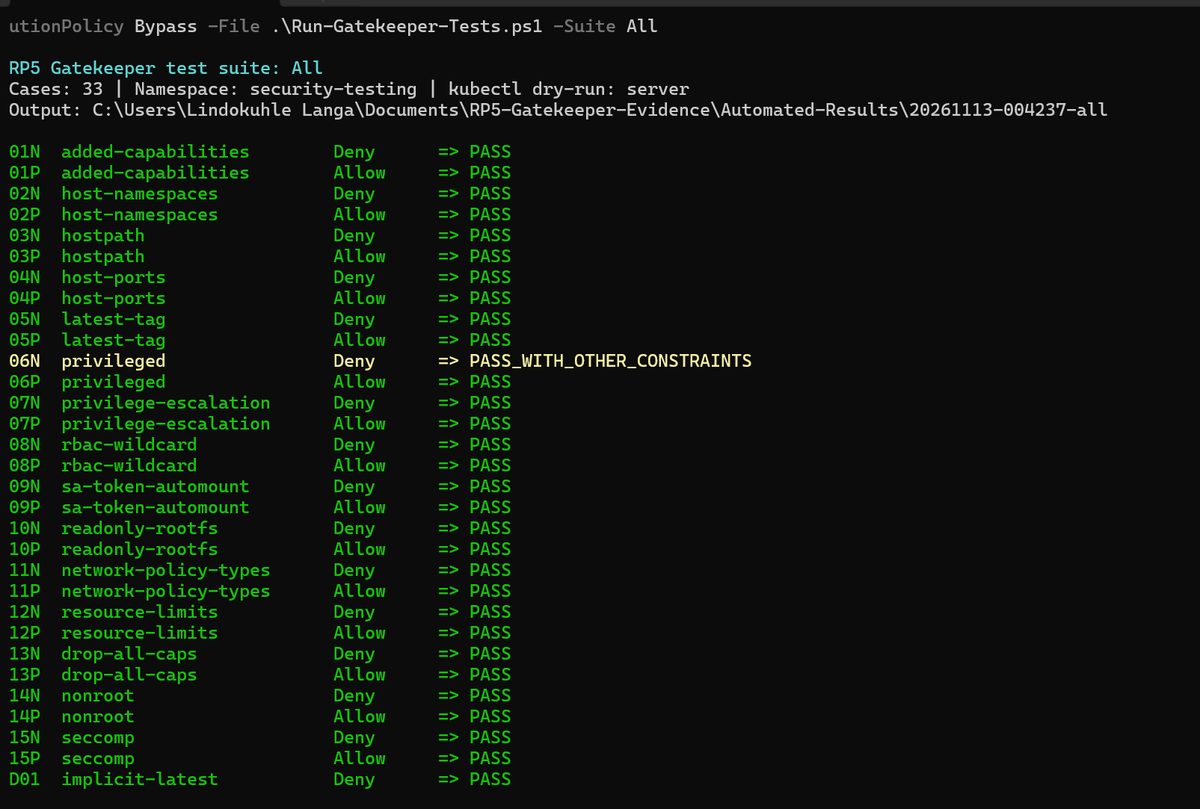 utionPolicy Bypass -File .\Run-Gatekeeper-Tests.ps1 -Suite All
RP5 Gatekeeper test suite: All
Cases: 33 | Namespace: security-testing | kubectl dry-run: server
Output: C:\Users\Lindokuhle Langa\Documents\RP5-Gatekeeper-Evidence\Automated-Results\20261113-004237-all
01N added-capabilities Deny => PASS
01P added-capabilities Allow => PASS
02N host-namespaces Deny => PASS
02P host-namespaces Allow => PASS
03N hostpath Deny => PASS
03P hostpath Allow => PASS
04N host-ports Deny => PASS
04P host-ports Allow => PASS
05N latest-tag Deny => PASS
05P latest-tag Allow => PASS
06N privileged Deny => PASS_WITH_OTHER_CONSTRAINTS
06P privileged Allow => PASS
07N privilege-escalation Deny => PASS
07P privilege-escalation Allow => PASS
08N rbac-wildcard Deny => PASS
08P rbac-wildcard Allow => PASS
09N sa-token-automount Deny => PASS
09P sa-token-automount Allow => PASS
10N readonly-rootfs Deny => PASS
10P readonly-rootfs Allow => PASS
11N network-policy-types Deny => PASS
11P network-policy-types Allow => PASS
12N resource-limits Deny => PASS
12P resource-limits Allow => PASS
13N drop-all-caps Deny => PASS
13P drop-all-caps Allow => PASS
14N nonroot Deny => PASS
14P nonroot Allow => PASS
15N seccomp Deny => PASS
15P seccomp Allow => PASS
D01 implicit-latest Deny => PASS